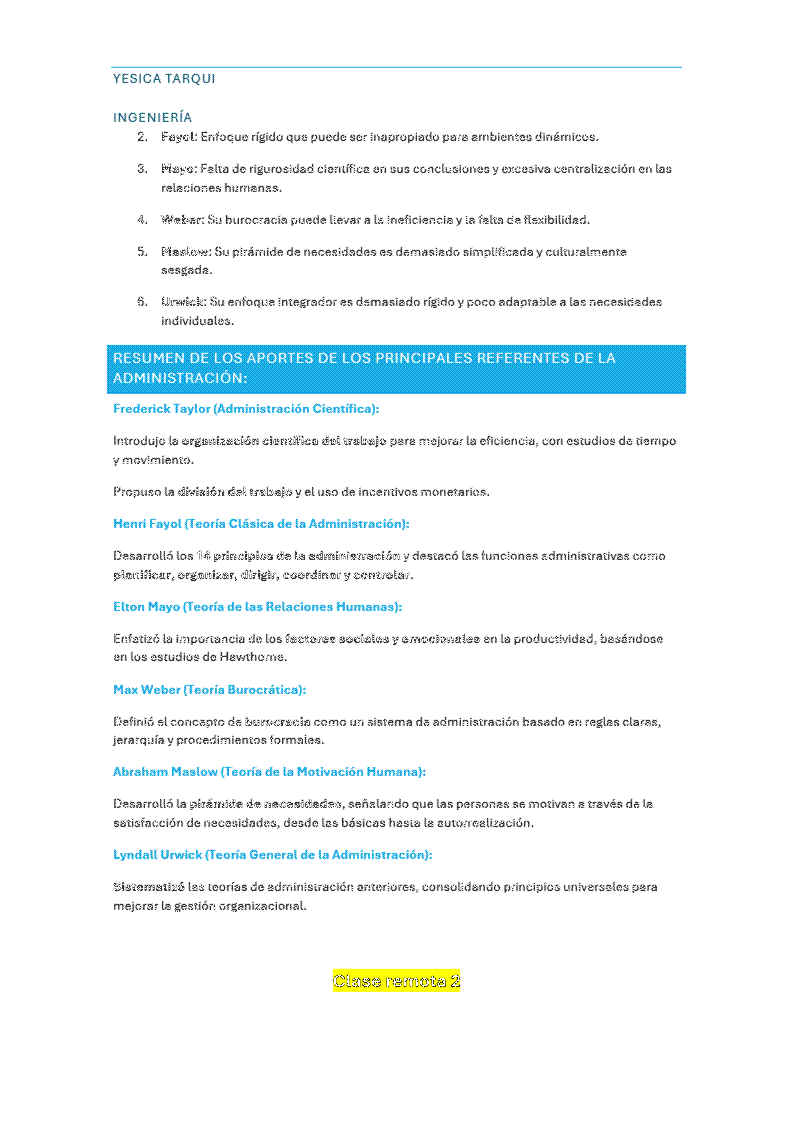 YESICA TARQUI
INGENIERÍA
2. Fayol: Enfoque rígido que puede ser inapropiado para ambientes dinámicos.
3. Mayo: Falta de rigurosidad científica en sus conclusiones y excesiva centralización en las
relaciones humanas.
4. Weber: Su burocracia puede llevar a la ineficiencia y la falta de flexibilidad.
5. Maslow: Su pirámide de necesidades es demasiado simplificada y culturalmente
sesgada.
6. Urwick: Su enfoque integrador es demasiado rígido y poco adaptable a las necesidades
individuales.
RESUMEN DE LOS APORTES DE LOS PRINCIPALES REFERENTES DE LA
ADMINISTRACIÓN:
Frederick Taylor (Administración Científica):
Introdujo la organización científica del trabajo para mejorar la eficiencia, con estudios de tiempo
y movimiento.
Propuso la división del trabajo y el uso de incentivos monetarios.
Henri Fayol (Teoría Clásica de la Administración):
Desarrolló los 14 principios de la administración y destacó las funciones administrativas como
planificar, organizar, dirigir, coordinar y controlar.
Elton Mayo (Teoría de las Relaciones Humanas):
Enfatizó la importancia de los factores sociales y emocionales en la productividad, basándose
en los estudios de Hawthorne.
Max Weber (Teoría Burocrática):
Definió el concepto de burocracia como un sistema de administración basado en reglas claras,
jerarquía y procedimientos formales.
Abraham Maslow (Teoría de la Motivación Humana):
Desarrolló la pirámide de necesidades, señalando que las personas se motivan a través de la
satisfacción de necesidades, desde las básicas hasta la autorrealización.
Lyndall Urwick (Teoría General de la Administración):
Sistematizó las teorías de administración anteriores, consolidando principios universales para
mejorar la gestión organizacional.
Clase remota 2